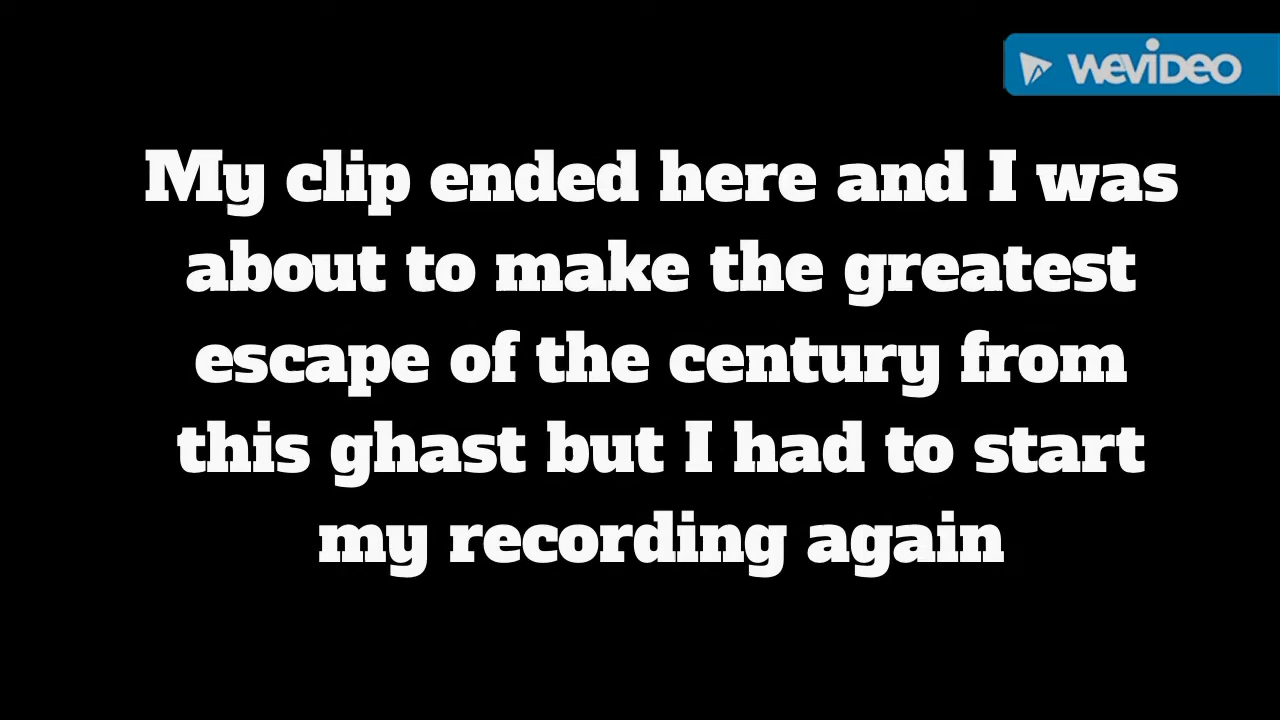 WEVIDEO
My clip ended here and I was
about to make the greatest
escape of the century from
this ghast but I had to start
my recording again